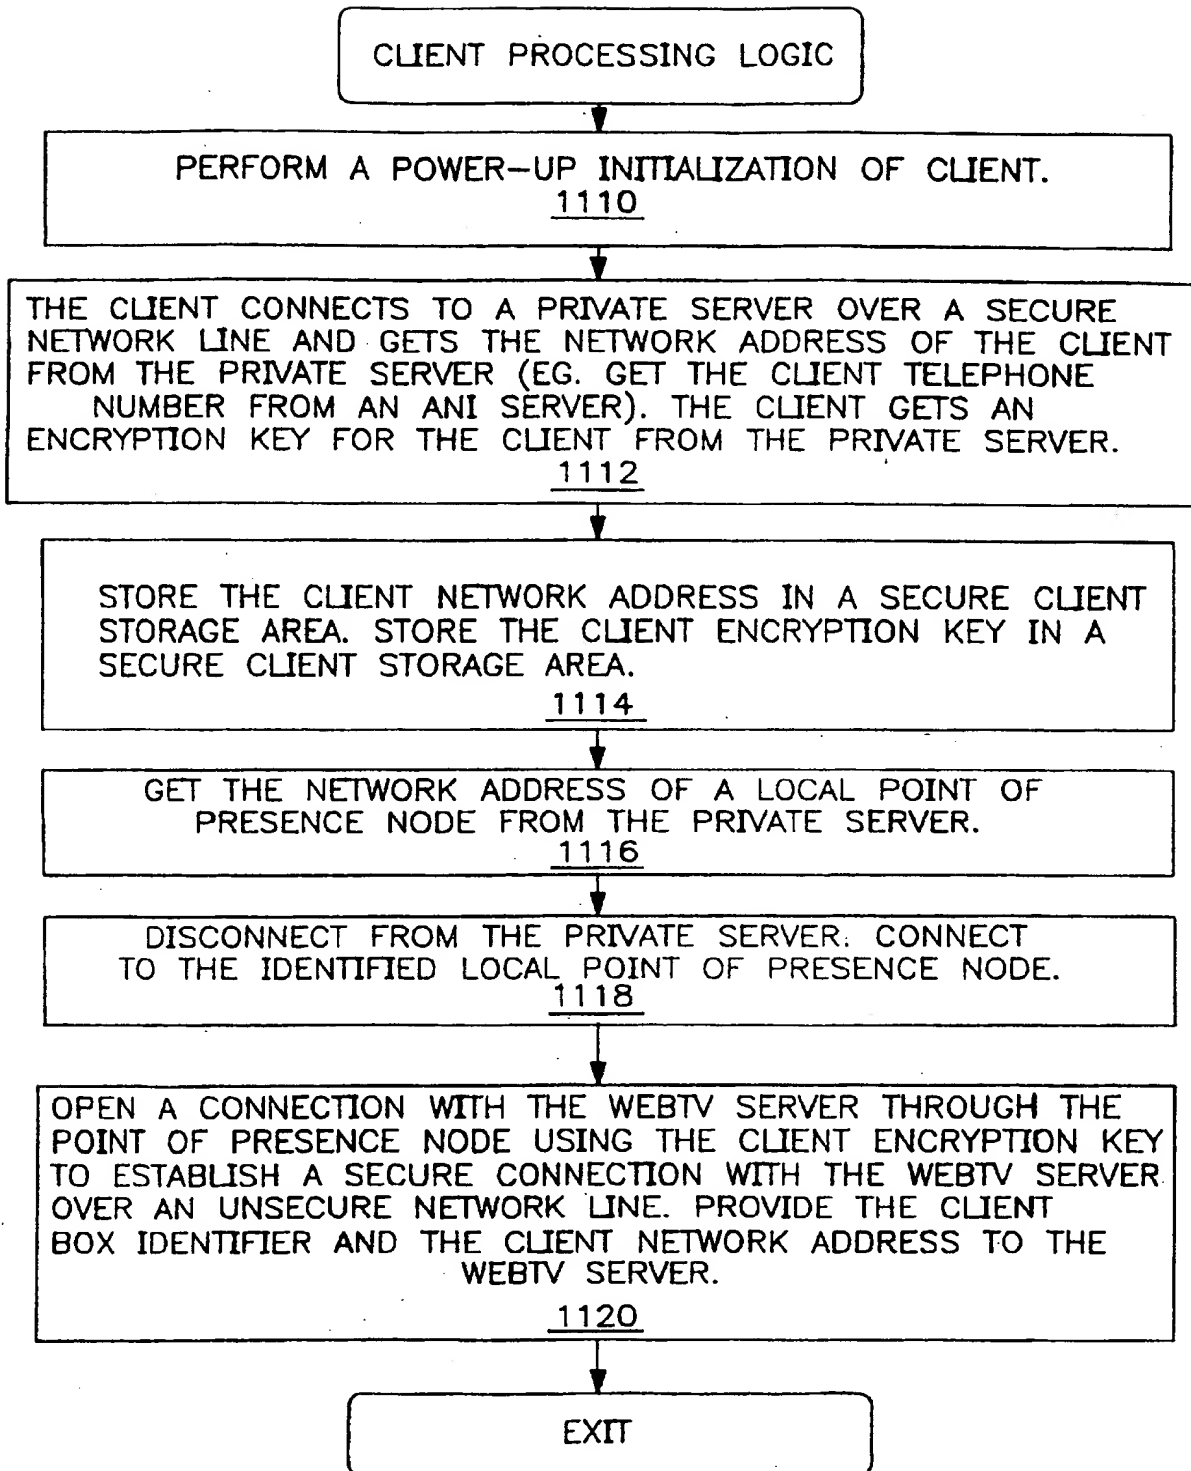 CLIENT PROCESSING LOGIC
PERFORM A POWER-UP INITIALIZATION OF CLIENT.
1110
THE CLIENT CONNECTS TO A PRIVATE SERVER OVER A SECURE
NETWORK LINE AND GETS THE NETWORK ADDRESS OF THE CLIENT
FROM THE PRIVATE SERVER (EG. GET THE CLIENT TELEPHONE
NUMBER FROM AN ANI SERVER). THE CLIENT GETS AN
ENCRYPTION KEY FOR THE CLIENT FROM THE PRIVATE SERVER.
1112
STORE THE CLIENT NETWORK ADDRESS IN A SECURE CLIENT
STORAGE AREA. STORE THE CLIENT ENCRYPTION KEY IN A
SECURE CLIENT STORAGE AREA.
1114
GET THE NETWORK ADDRESS OF A LOCAL POINT OF
PRESENCE NODE FROM THE PRIVATE SERVER.
1116
DISCONNECT FROM THE PRIVATE SERVER. CONNECT
TO THE IDENTIFIED LOCAL POINT OF PRESENCE NODE.
1118
OPEN A CONNECTION WITH THE WEBTV SERVER THROUGH THE
POINT OF PRESENCE NODE USING THE CLIENT ENCRYPTION KEY
TO ESTABLISH A SECURE CONNECTION WITH THE WEBTV SERVER
OVER AN UNSECURE NETWORK LINE. PROVIDE THE CLIENT
BOX IDENTIFIER AND THE CLIENT NETWORK ADDRESS TO THE
WEBTV SERVER.
1120
EXIT